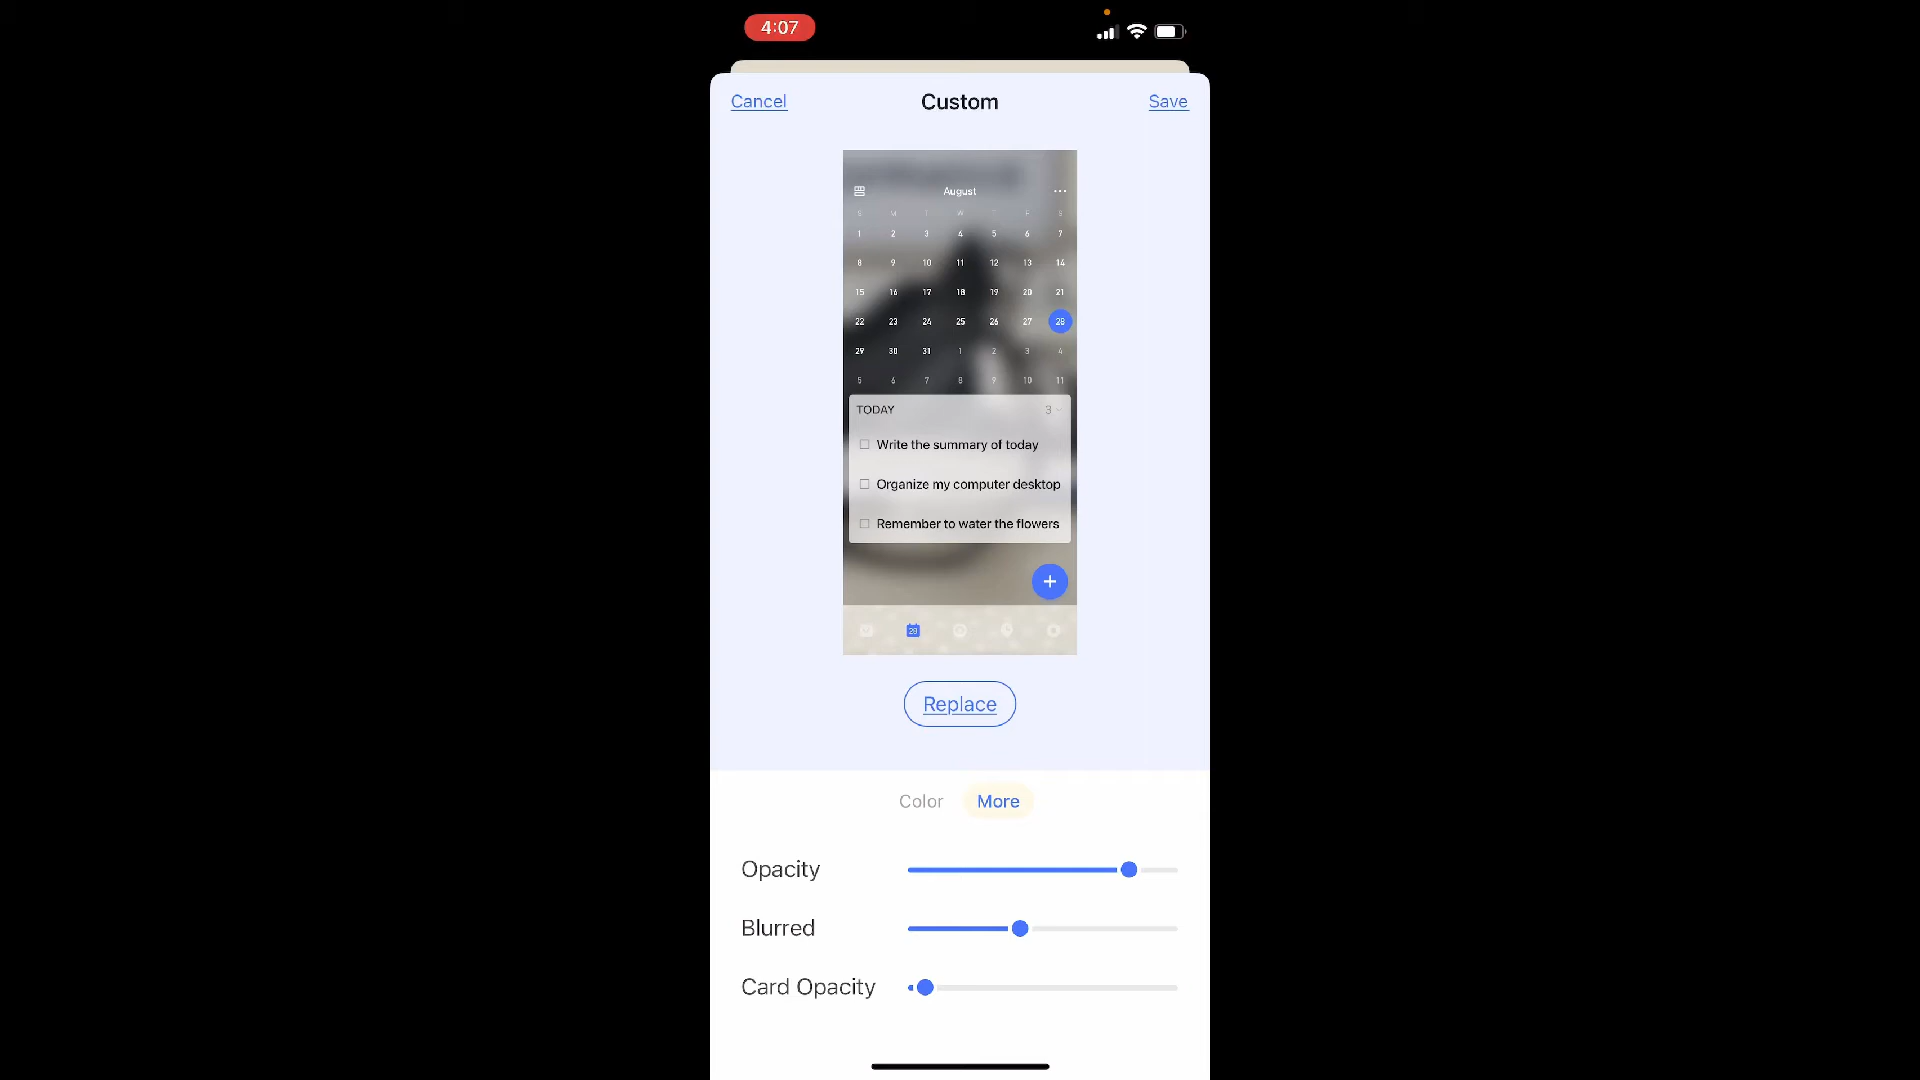 4:07
Cancel Custom Save
August
S M T W T F S
1 2 3 4 5 6 7
8 9 10 11 12 13 14
15 16 17 18 19 20 21
22 23 24 25 26 27 28
29 30 31 1 2 3 4
5 6 7 8 9 10 11
TODAY 3
Write the summary of today
Organize my computer desktop
Remember to water the flowers
29
Replace
Color More
Opacity
Blurred
Card Opacity